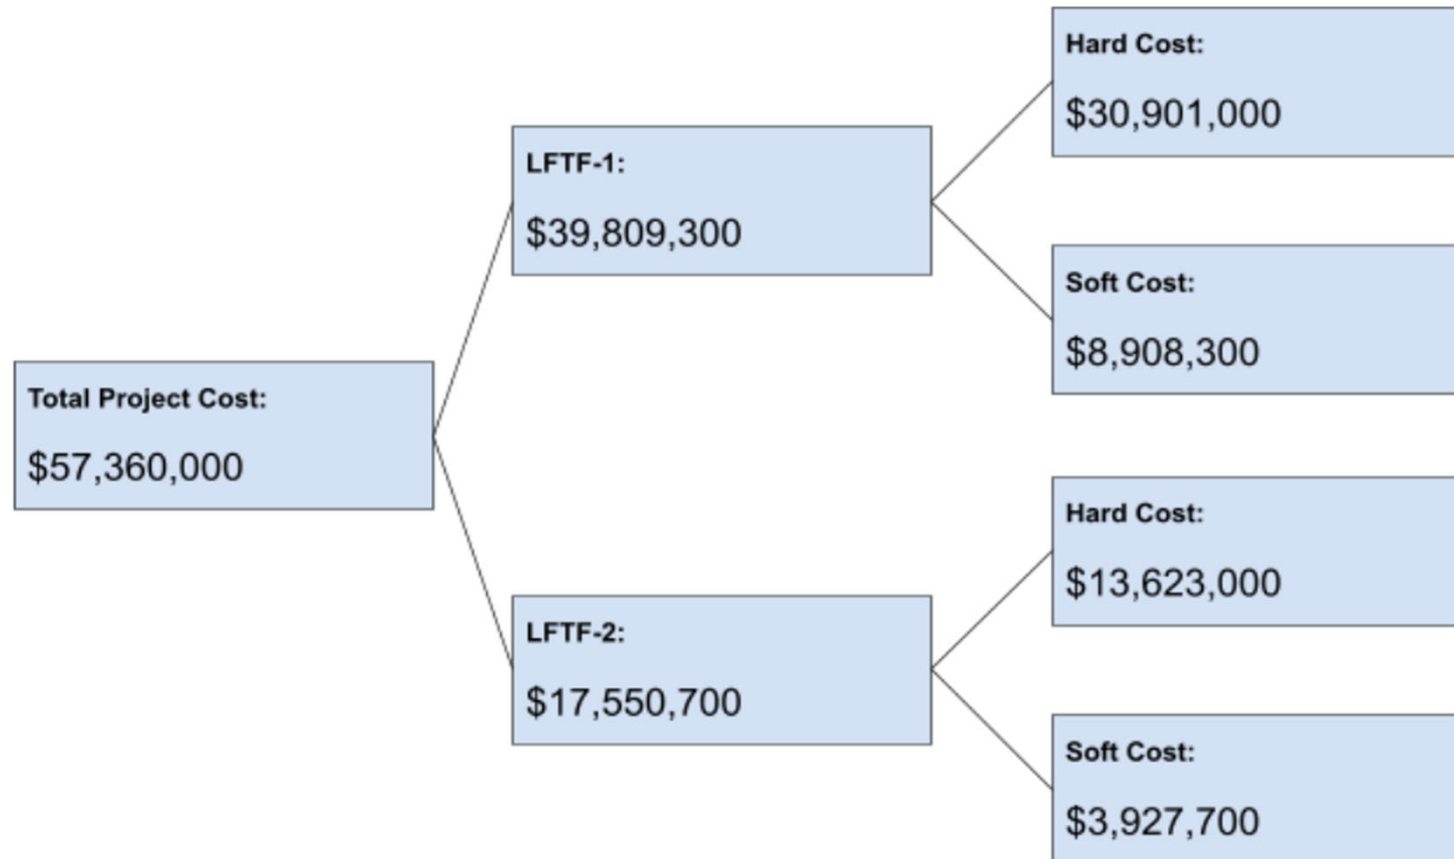 Total Project Cost:
$57,360,000
LFTF-1:
$39,809,300
Hard Cost:
$30,901,000
Soft Cost:
$8,908,300
LFTF-2:
$17,550,700
Hard Cost:
$13,623,000
Soft Cost:
$3,927,700